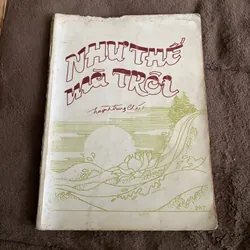 NHƯ THẾ
MÀ TRÔI